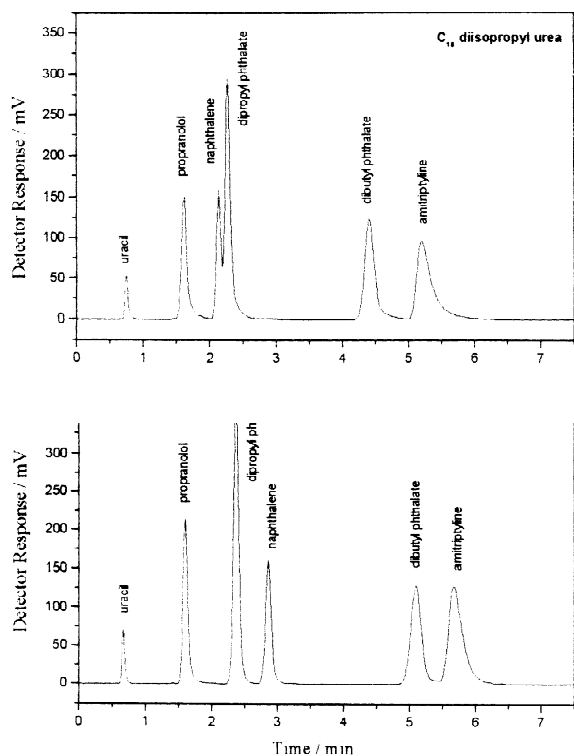 C₁₈ diisopropyl urea
Detector Response / mV
350
300
250
200
150
100
50
0
uracil
propranolol
naphthalene
dipropyl phthalate
dibutyl phthalate
amitriptyline
0 1 2 3 4 5 6 7
Detector Response / mV
300
250
200
150
100
50
0
uracil
propranolol
dipropyl ph
naphthalene
dibutyl phthalate
amitriptyline
0 1 2 3 4 5 6 7
Time / min